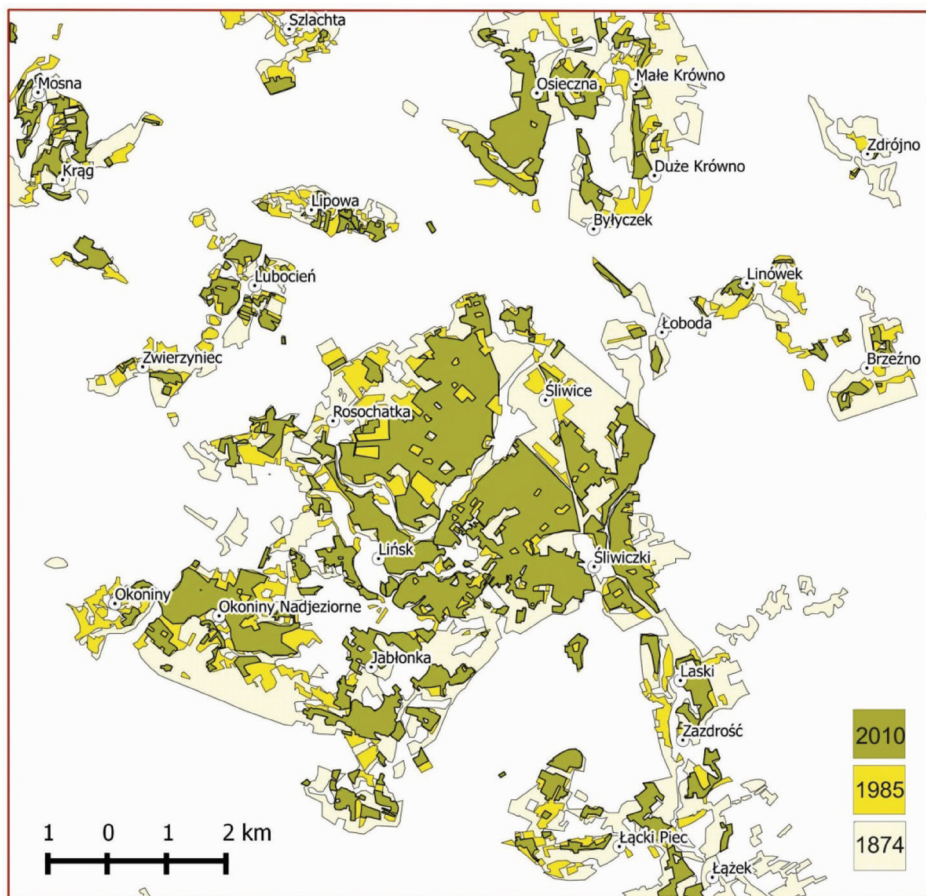 Szlachta
Mosna
Osieczna
Małe Krówno
Zdrójno
Krąg
Duże Krówno
Lipowa
Byłyczek
Lubocień
Linówek
Łoboda
Zwierzyniec
Brzeźno
Śliwice
Rosochatka
Lińsk
Śliwiczki
Okoniny
Okoniny Nadjeziorne
Jabłonka
Laski
Zazdrość
2010
1985
1874
1 0 1 2 km
Łącki Piec
Łążek